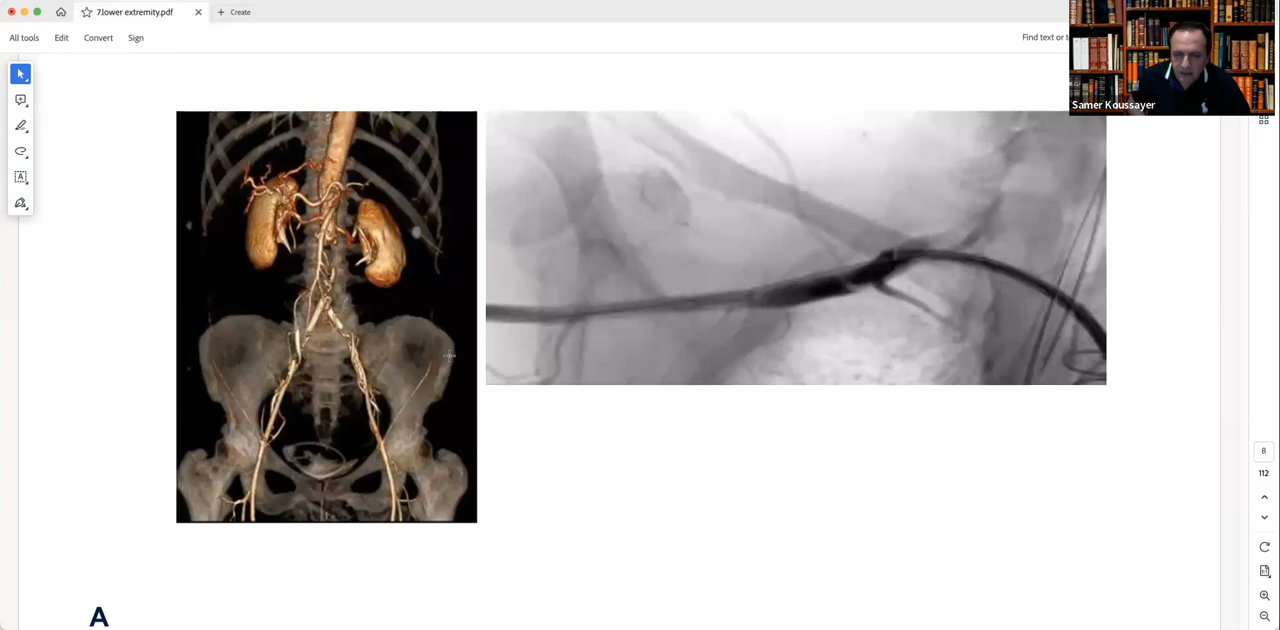 7.lower extremity.pdf
Create
All tools
Edit
Convert
Sign
Find text or t
Samer Koussayer
A
8
112
A